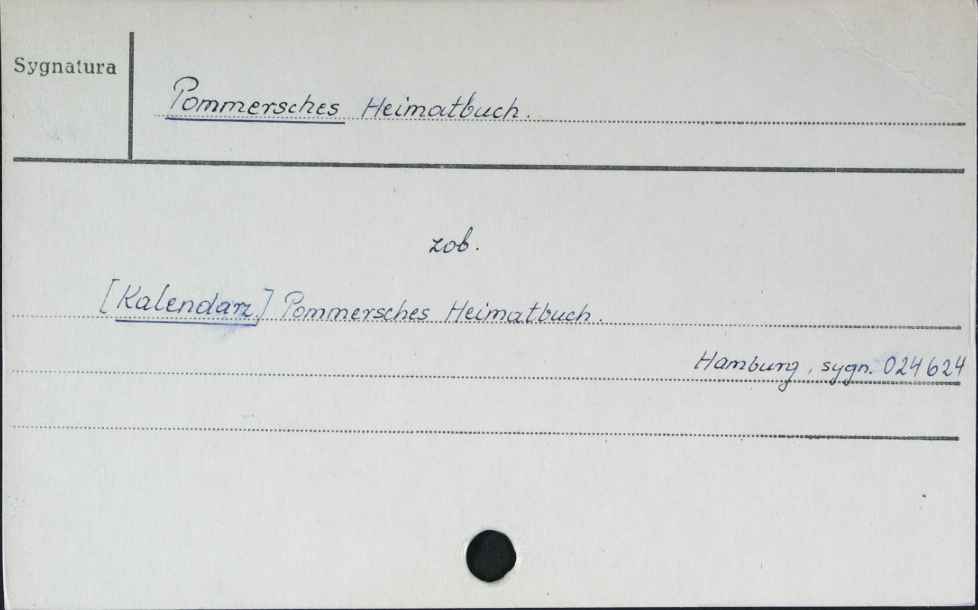 Sygnatura
Pommersches Heimatbuch.
zob.
[Kalendarz] Pommersches Heimatbuch.
Hamburg, sygn. 024624